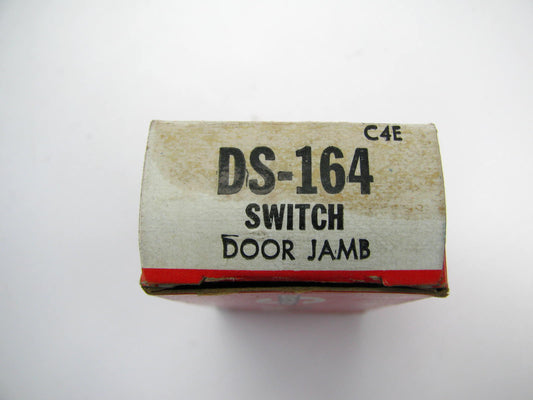 C4E
DS-164
SWITCH
DOOR JAMB